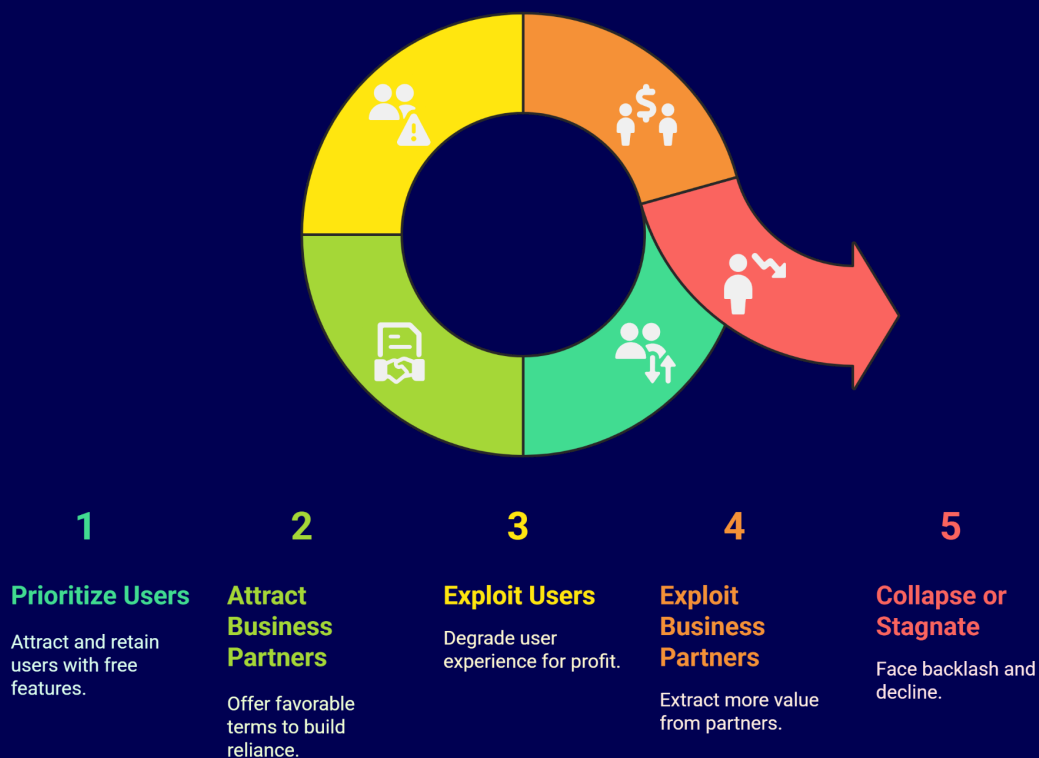 1
Prioritize Users
Attract and retain
users with free
features.
2
Attract
Business
Partners
Offer favorable
terms to build
reliance.
3
Exploit Users
Degrade user
experience for profit.
4
Exploit
Business
Partners
Extract more value
from partners.
5
Collapse or
Stagnate
Face backlash and
decline.